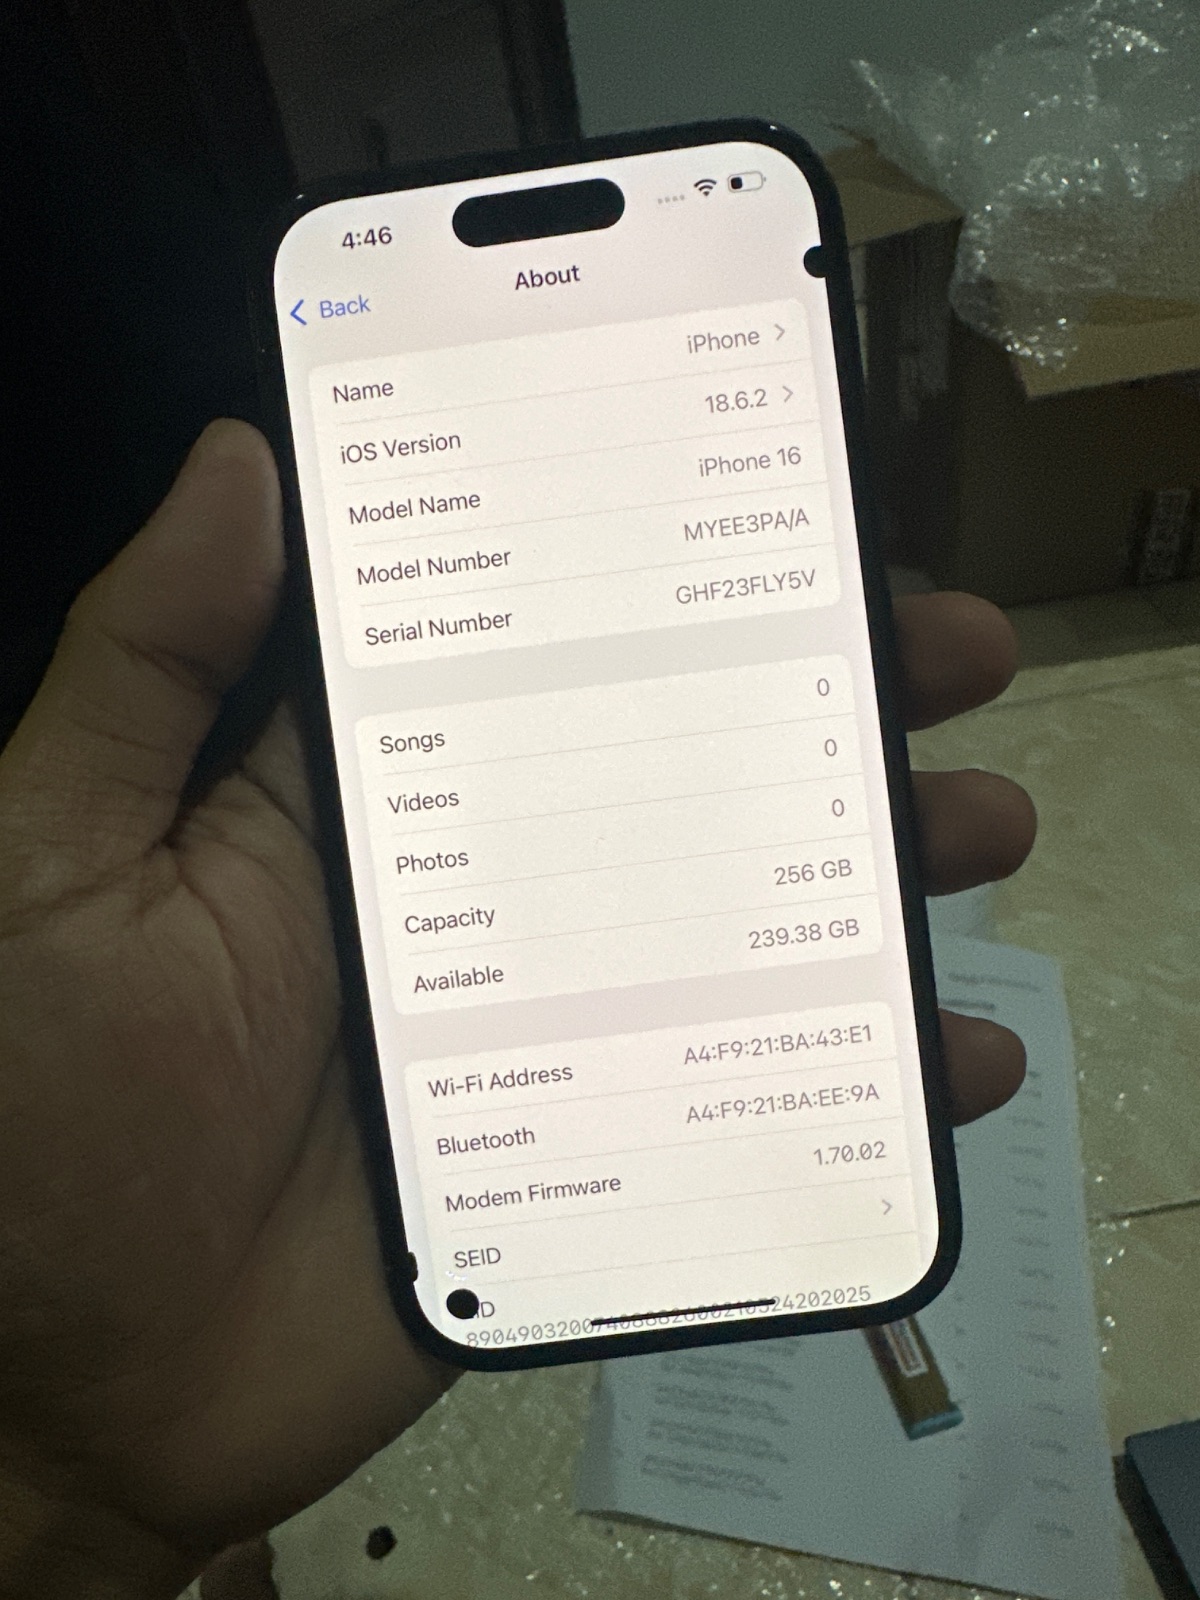 4:46
Back
About
Name
iPhone
iOS Version
18.6.2
Model Name
iPhone 16
Model Number
MYEE3PA/A
Serial Number
GHF23FLY5V
Songs
0
Videos
0
Photos
0
Capacity
256 GB
Available
239.38 GB
Wi-Fi Address
A4:F9:21:BA:43:E1
Bluetooth
A4:F9:21:BA:EE:9A
Modem Firmware
1.70.02
SEID